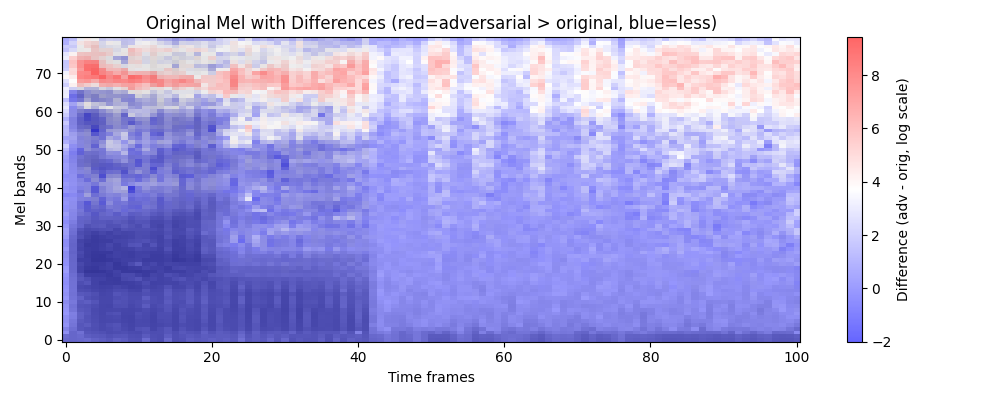 Original Mel with Differences (red=adversarial > original, blue=less)
Mel bands
70
60
50
40
30
20
10
0
0 20 40 60 80 100
Time frames
8
6
4
2
0
−2
Difference (adv - orig, log scale)